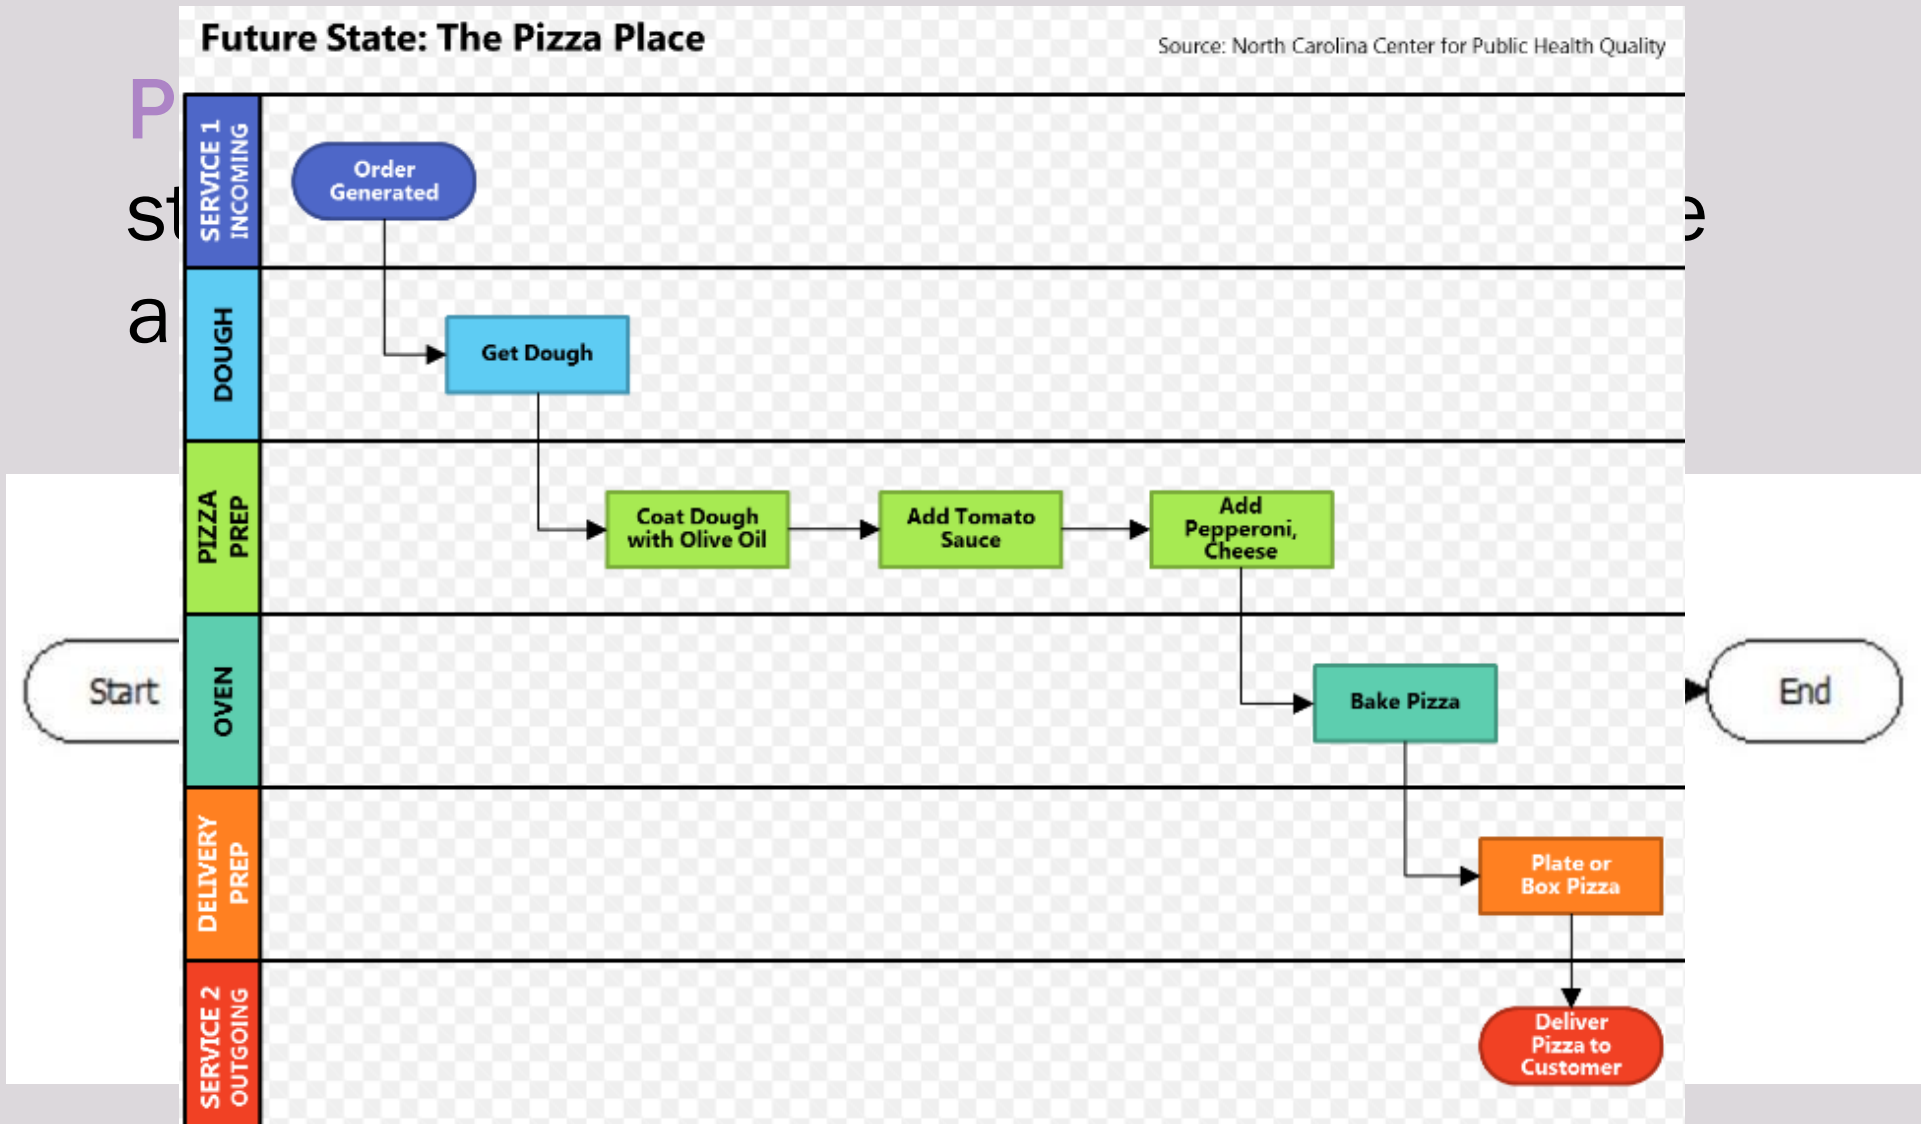 Future State: The Pizza Place
Source: North Carolina Center for Public Health Quality
P
st
e
a
SERVICE 1
INCOMING
Order
Generated
DOUGH
Get Dough
PIZZA
PREP
Coat Dough
with Olive Oil
Add Tomato
Sauce
Add
Pepperoni,
Cheese
Start
OVEN
Bake Pizza
End
DELIVERY
PREP
Plate or
Box Pizza
SERVICE 2
OUTGOING
Deliver
Pizza to
Customer